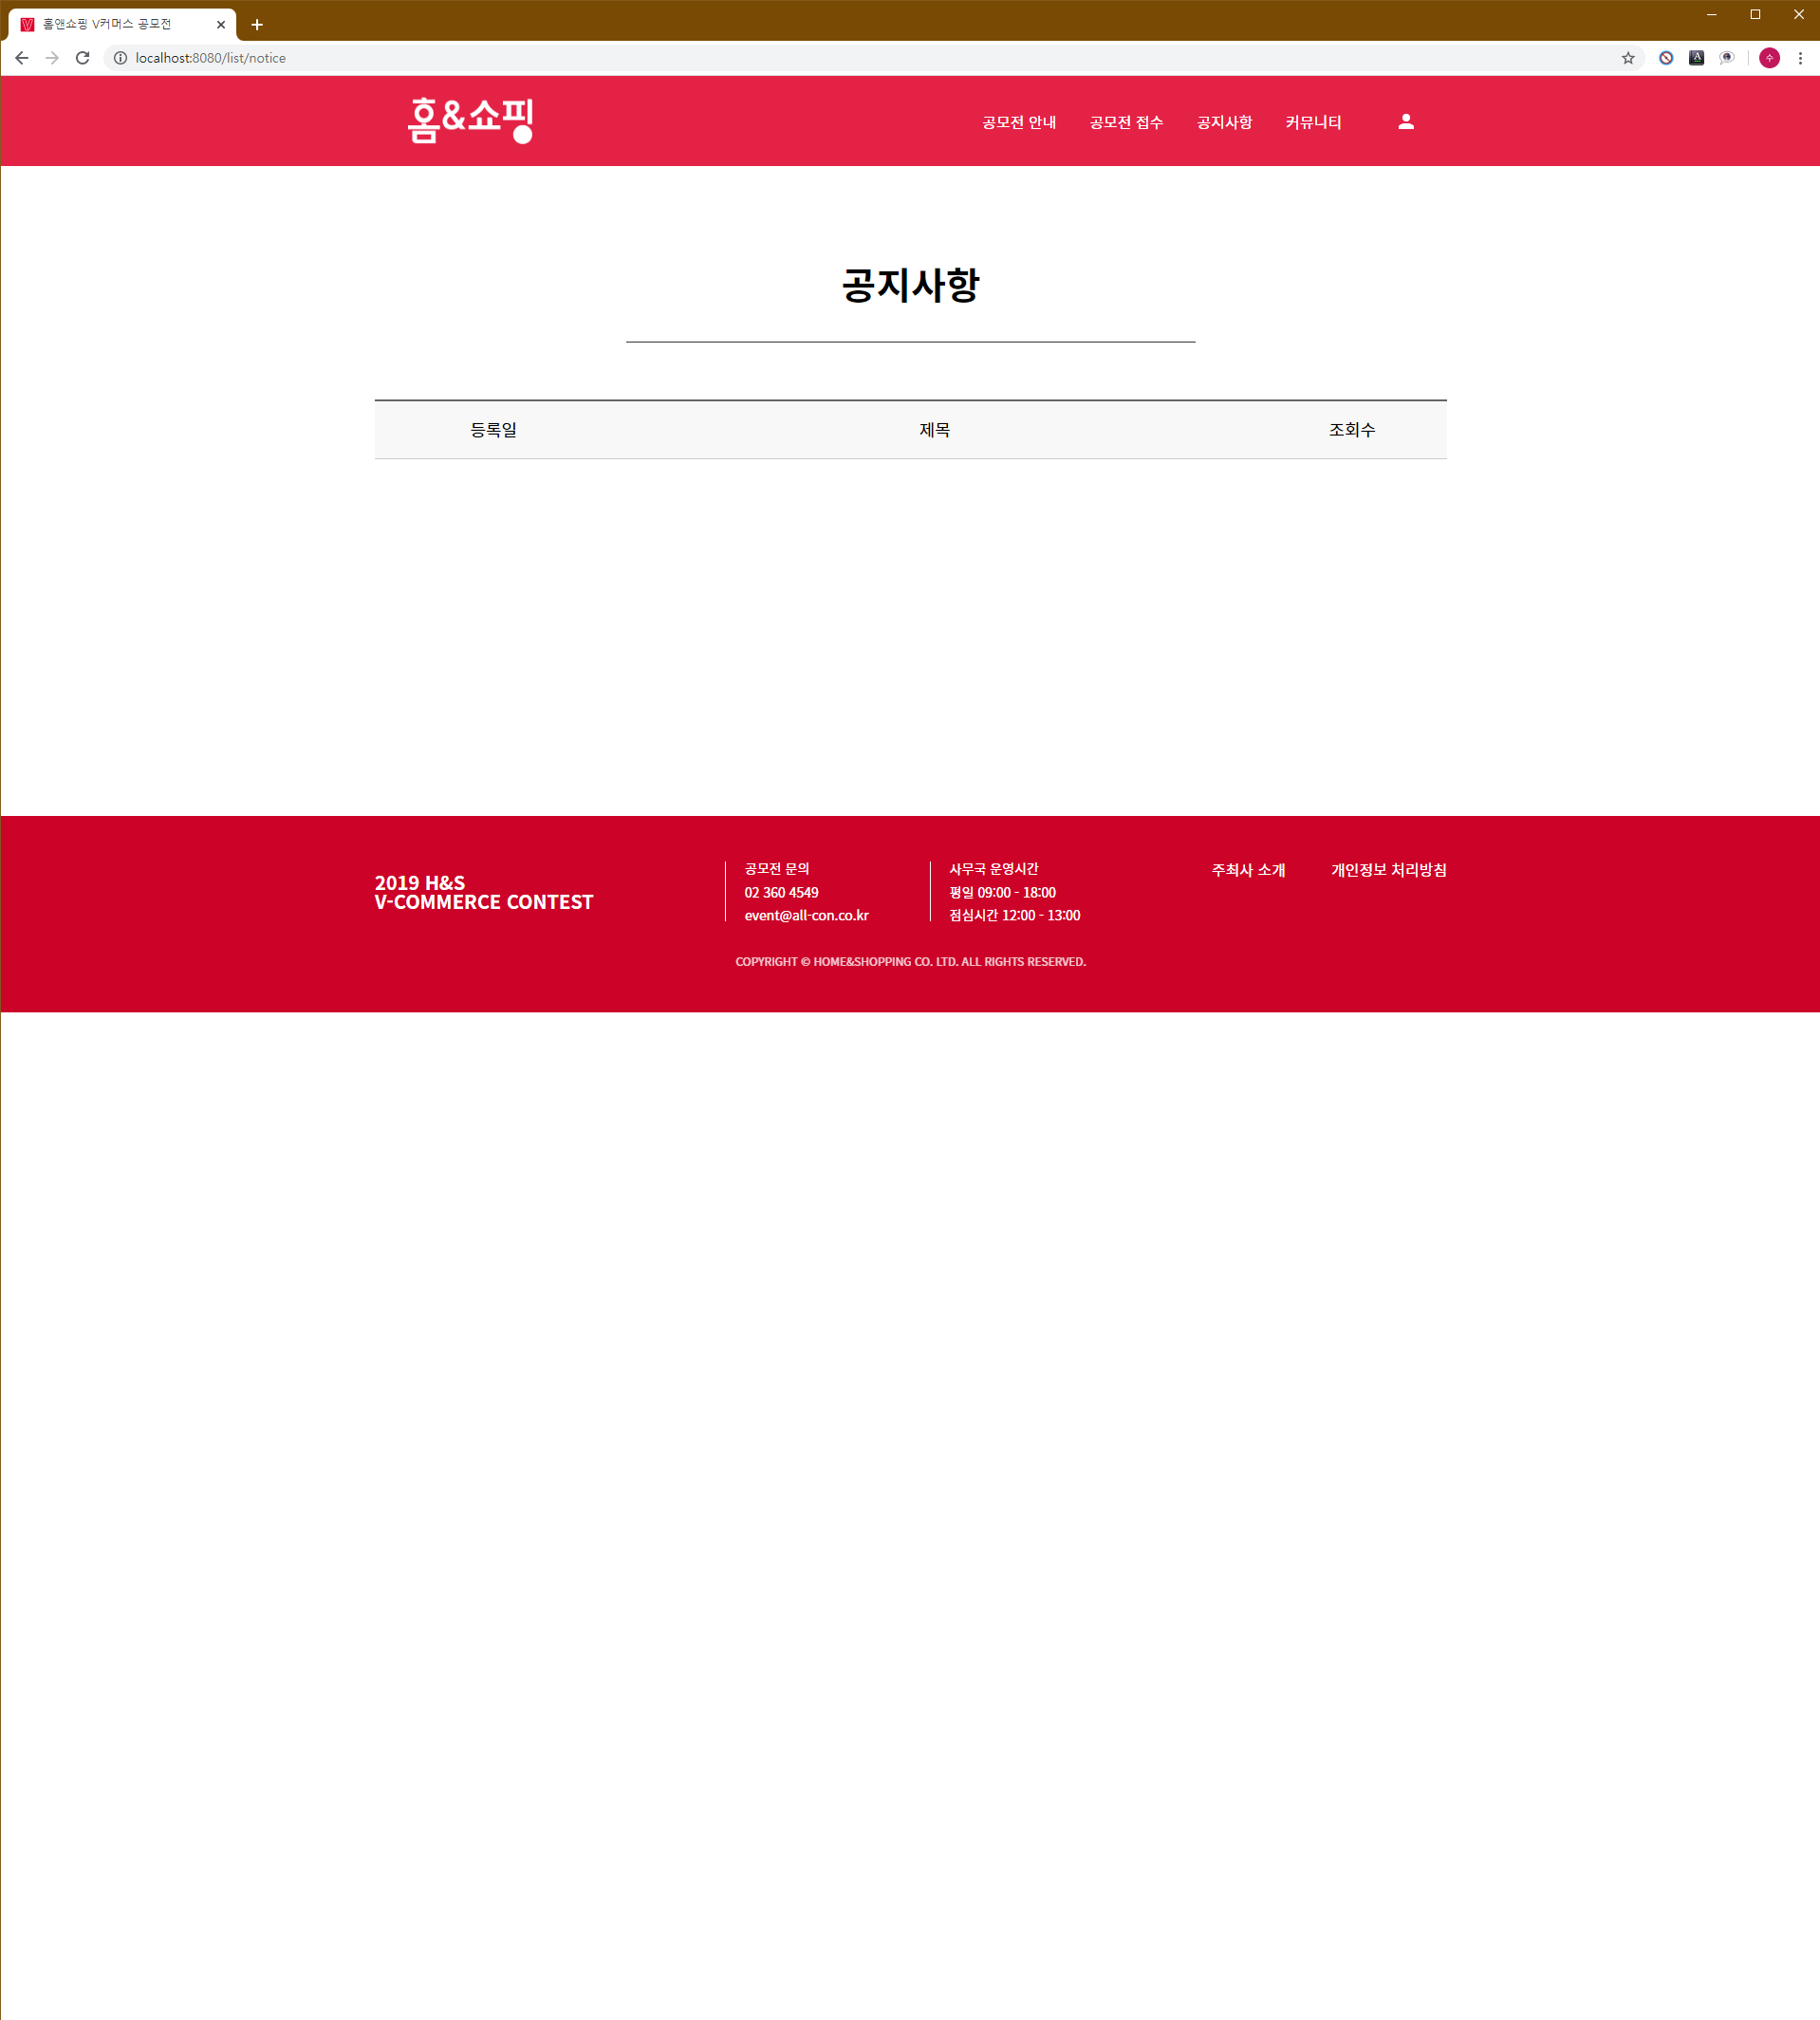 홈앤쇼핑 V커머스 공모전
localhost:8080/list/notice
수
홈&쇼핑
공모전 안내 공모전 접수 공지사항 커뮤니티
공지사항
등록일 제목 조회수
2019 H&S
V-COMMERCE CONTEST
공모전 문의
02 360 4549
event@all-con.co.kr
사무국 운영시간
평일 09:00 - 18:00
점심시간 12:00 - 13:00
주최사 소개 개인정보 처리방침
COPYRIGHT © HOME&SHOPPING CO. LTD. ALL RIGHTS RESERVED.